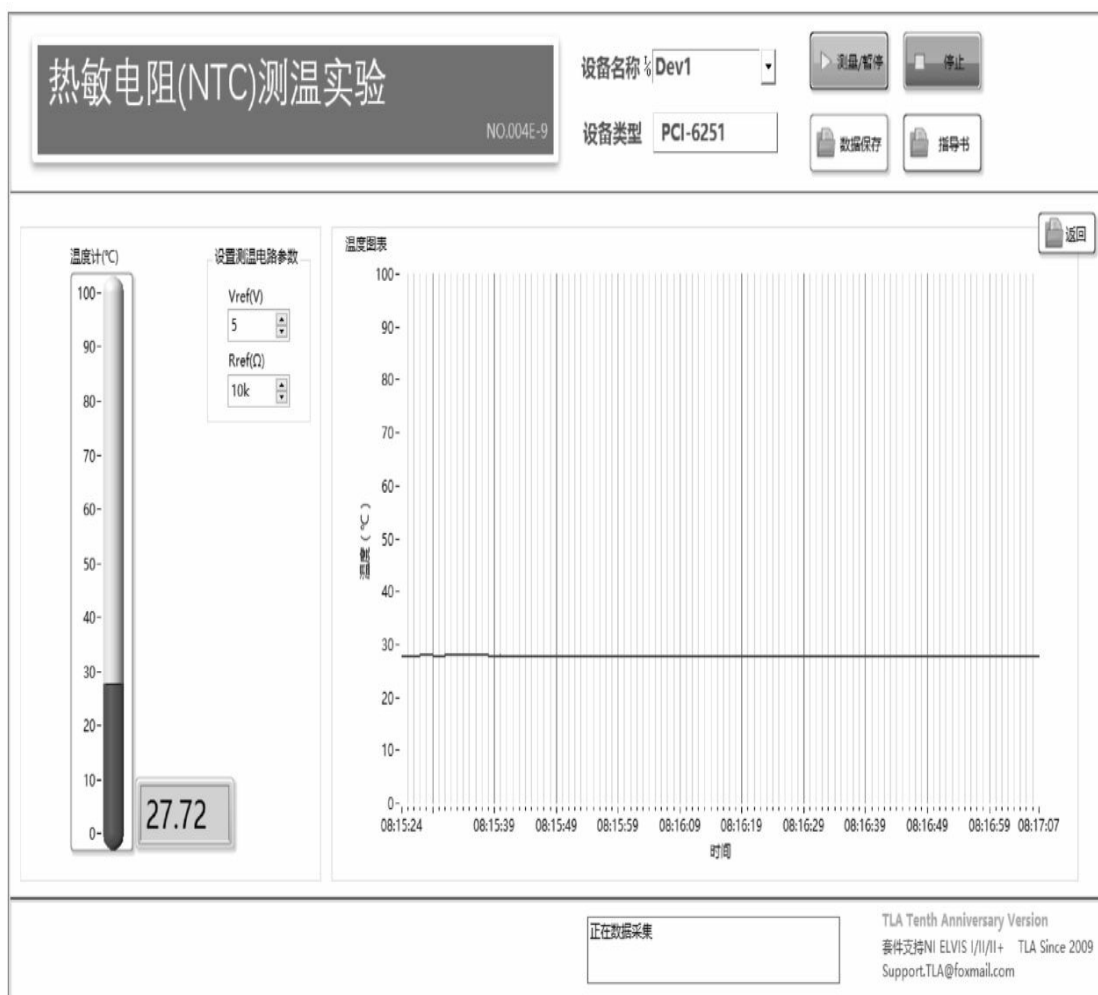 热敏电阻(NTC)测温实验
NO.004E-9
设备名称 Dev1
设备类型 PCI-6251
测量/暂停
停止
数据保存
指导书
返回
温度计(℃)
100
90
80
70
60
50
40
30
20
10
0
27.72
设置测温电路参数
Vref(V)
5
Rref(Ω)
10k
温度图表
100
90
80
70
60
50
40
30
20
10
0
温度(℃)
08:15:24 08:15:39 08:15:49 08:15:59 08:16:09 08:16:19 08:16:29 08:16:39 08:16:49 08:16:59 08:17:07
时间
正在数据采集
TLA Tenth Anniversary Version
套件支持NI ELVIS I/II/II+ TLA Since 2009
Support.TLA@foxmail.com